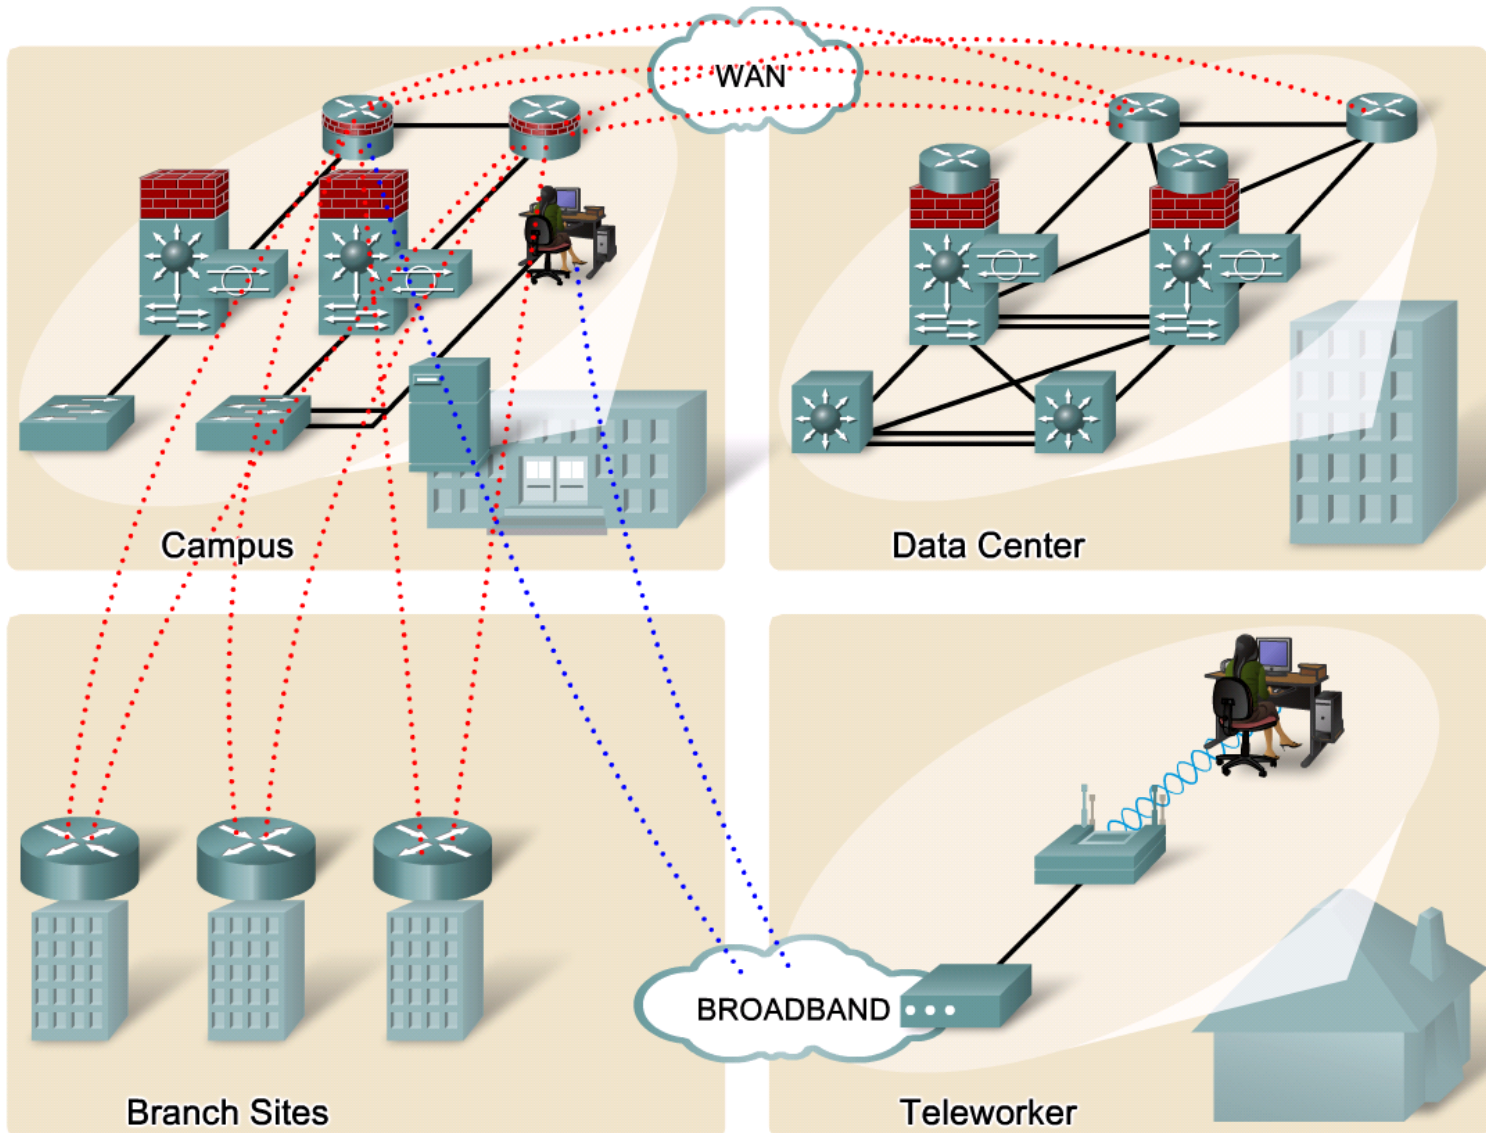 WAN
Campus
Data Center
BROADBAND
Branch Sites
Teleworker